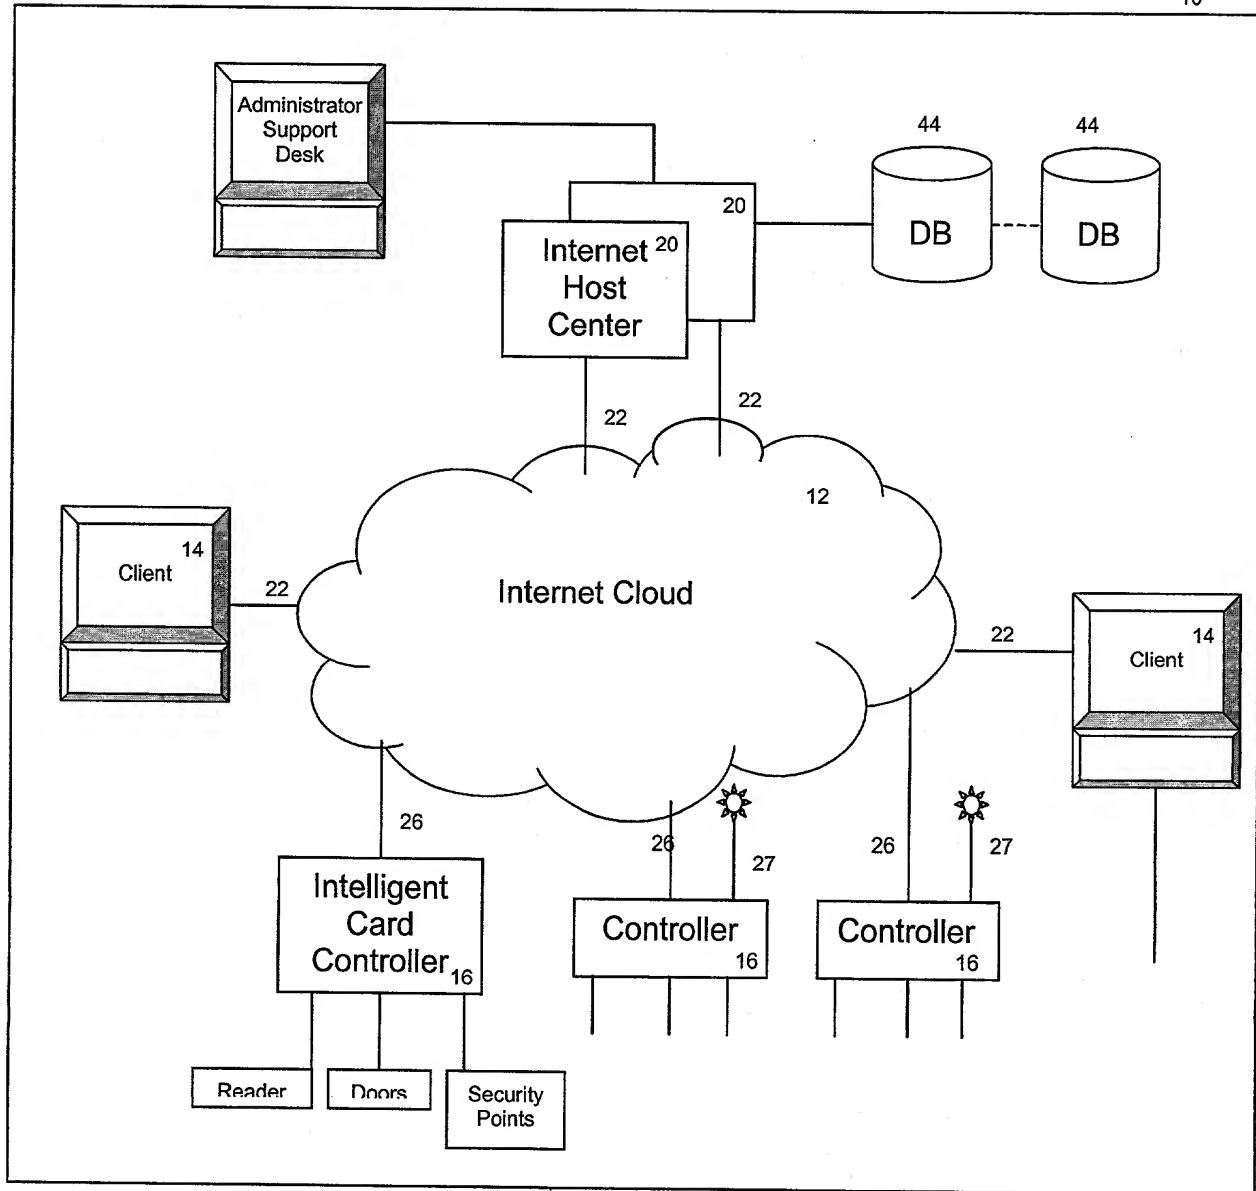 Administrator
Support
Desk
44
44
20
DB
DB
Internet 20
Host
Center
22
22
12
14
Client
22
Internet Cloud
22
14
Client
26
26
27
26
27
Intelligent
Card
Controller 16
Controller
16
Controller
16
Reader
Doors
Security
Points